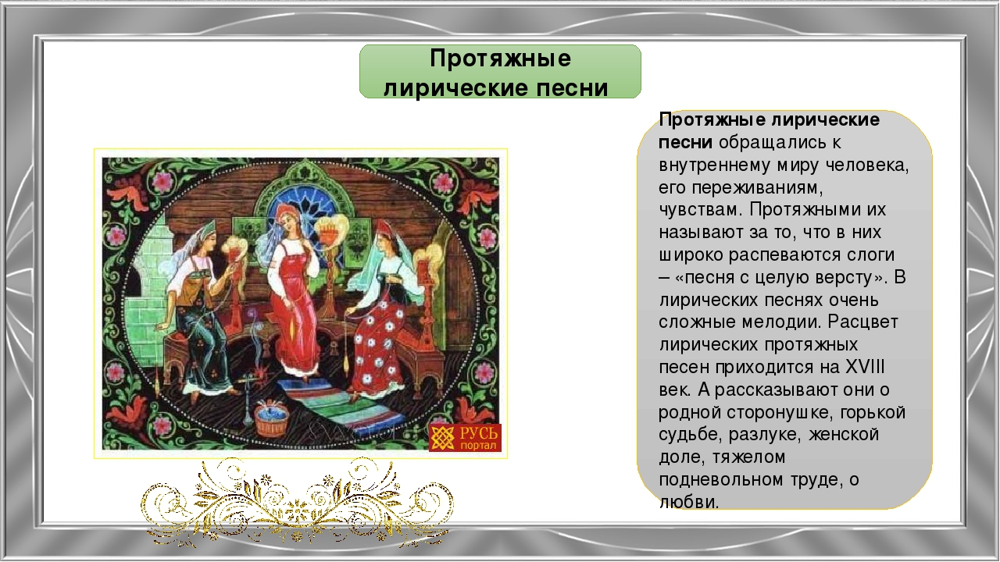 Протяжные
лирические песни
Протяжные лирические
песни обращались к
внутреннему миру человека,
его переживаниям,
чувствам. Протяжными их
называют за то, что в них
широко распеваются слоги
– «песня с целую версту». В
лирических песнях очень
сложные мелодии. Расцвет
лирических протяжных
песен приходится на XVIII
век. А рассказывают они о
родной сторонушке, горькой
судьбе, разлуке, женской
доле, тяжелом
подневольном труде, о
любви.
РУСЬ
портал